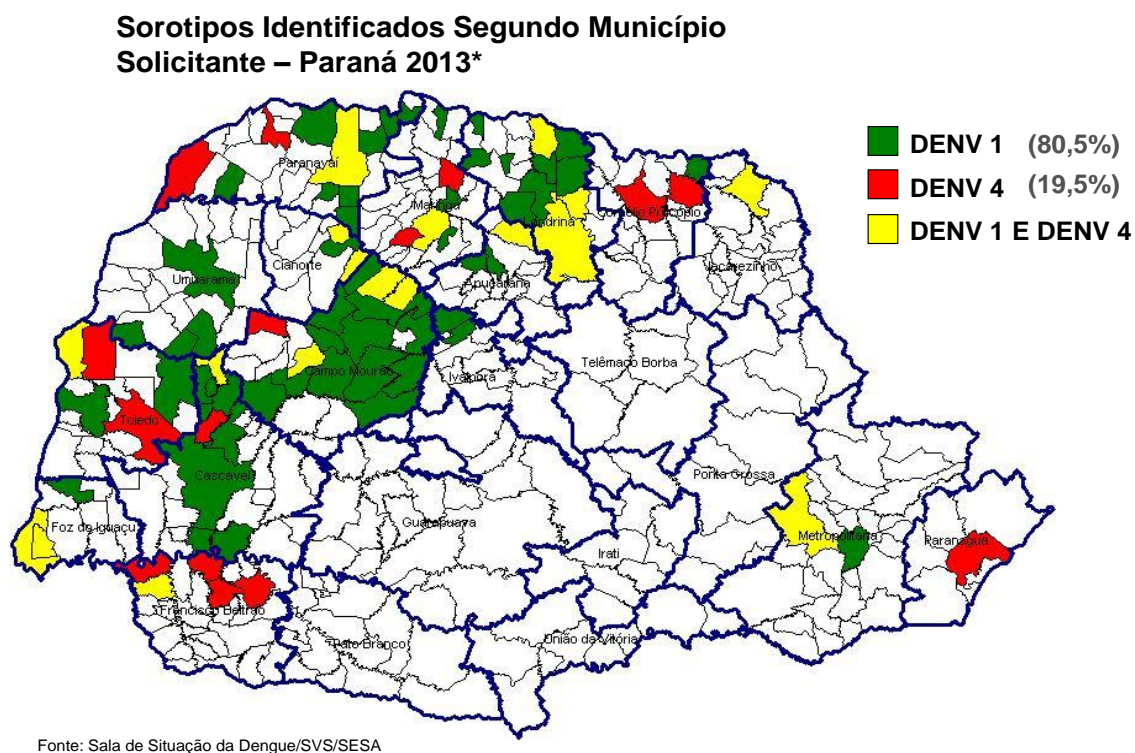 Sorotipos Identificados Segundo Município
Solicitante – Paraná 2013*
DENV 1 (80,5%)
DENV 4 (19,5%)
DENV 1 E DENV 4
Paranavaí
Maringá
Londrina
Cornélio Procópio
Jacarezinho
Umuarama
Cianorte
Apucarana
Campo Mourão
Ivaiporã
Telêmaco Borba
Toledo
Cascavel
Ponta Grossa
Foz do Iguaçu
Guarapuava
Irati
Metropolitana
Paranaguá
Francisco Beltrão
Pato Branco
União da Vitória
Fonte: Sala de Situação da Dengue/SVS/SESA